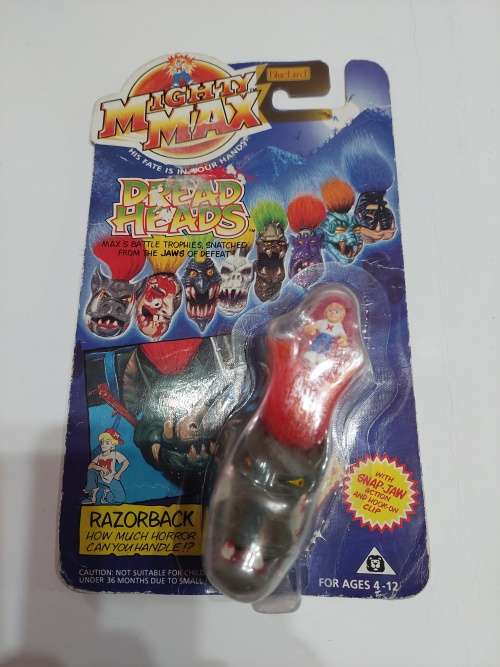 Bluebird
MIGHTY
MAX
HIS FATE IS IN YOUR HANDS
DREAD
HEADS™
MAX'S BATTLE TROPHIES, SNATCHED
FROM THE JAWS OF DEFEAT
WITH
SNAP-JAW
ACTION
AND HOOK-ON
CLIP
RAZORBACK
HOW MUCH HORROR
CAN YOU HANDLE!?
CAUTION: NOT SUITABLE FOR
UNDER 36 MONTHS DUE TO SMALL
FOR AGES 4-12